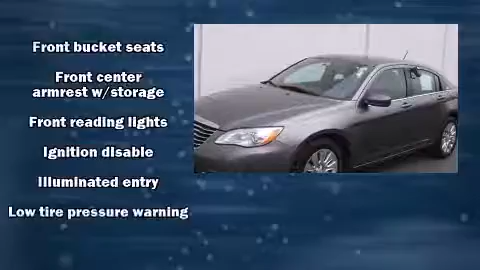 Front bucket seats
Front center
armrest w/storage
Front reading lights
Ignition disable
Illuminated entry
Low tire pressure warning